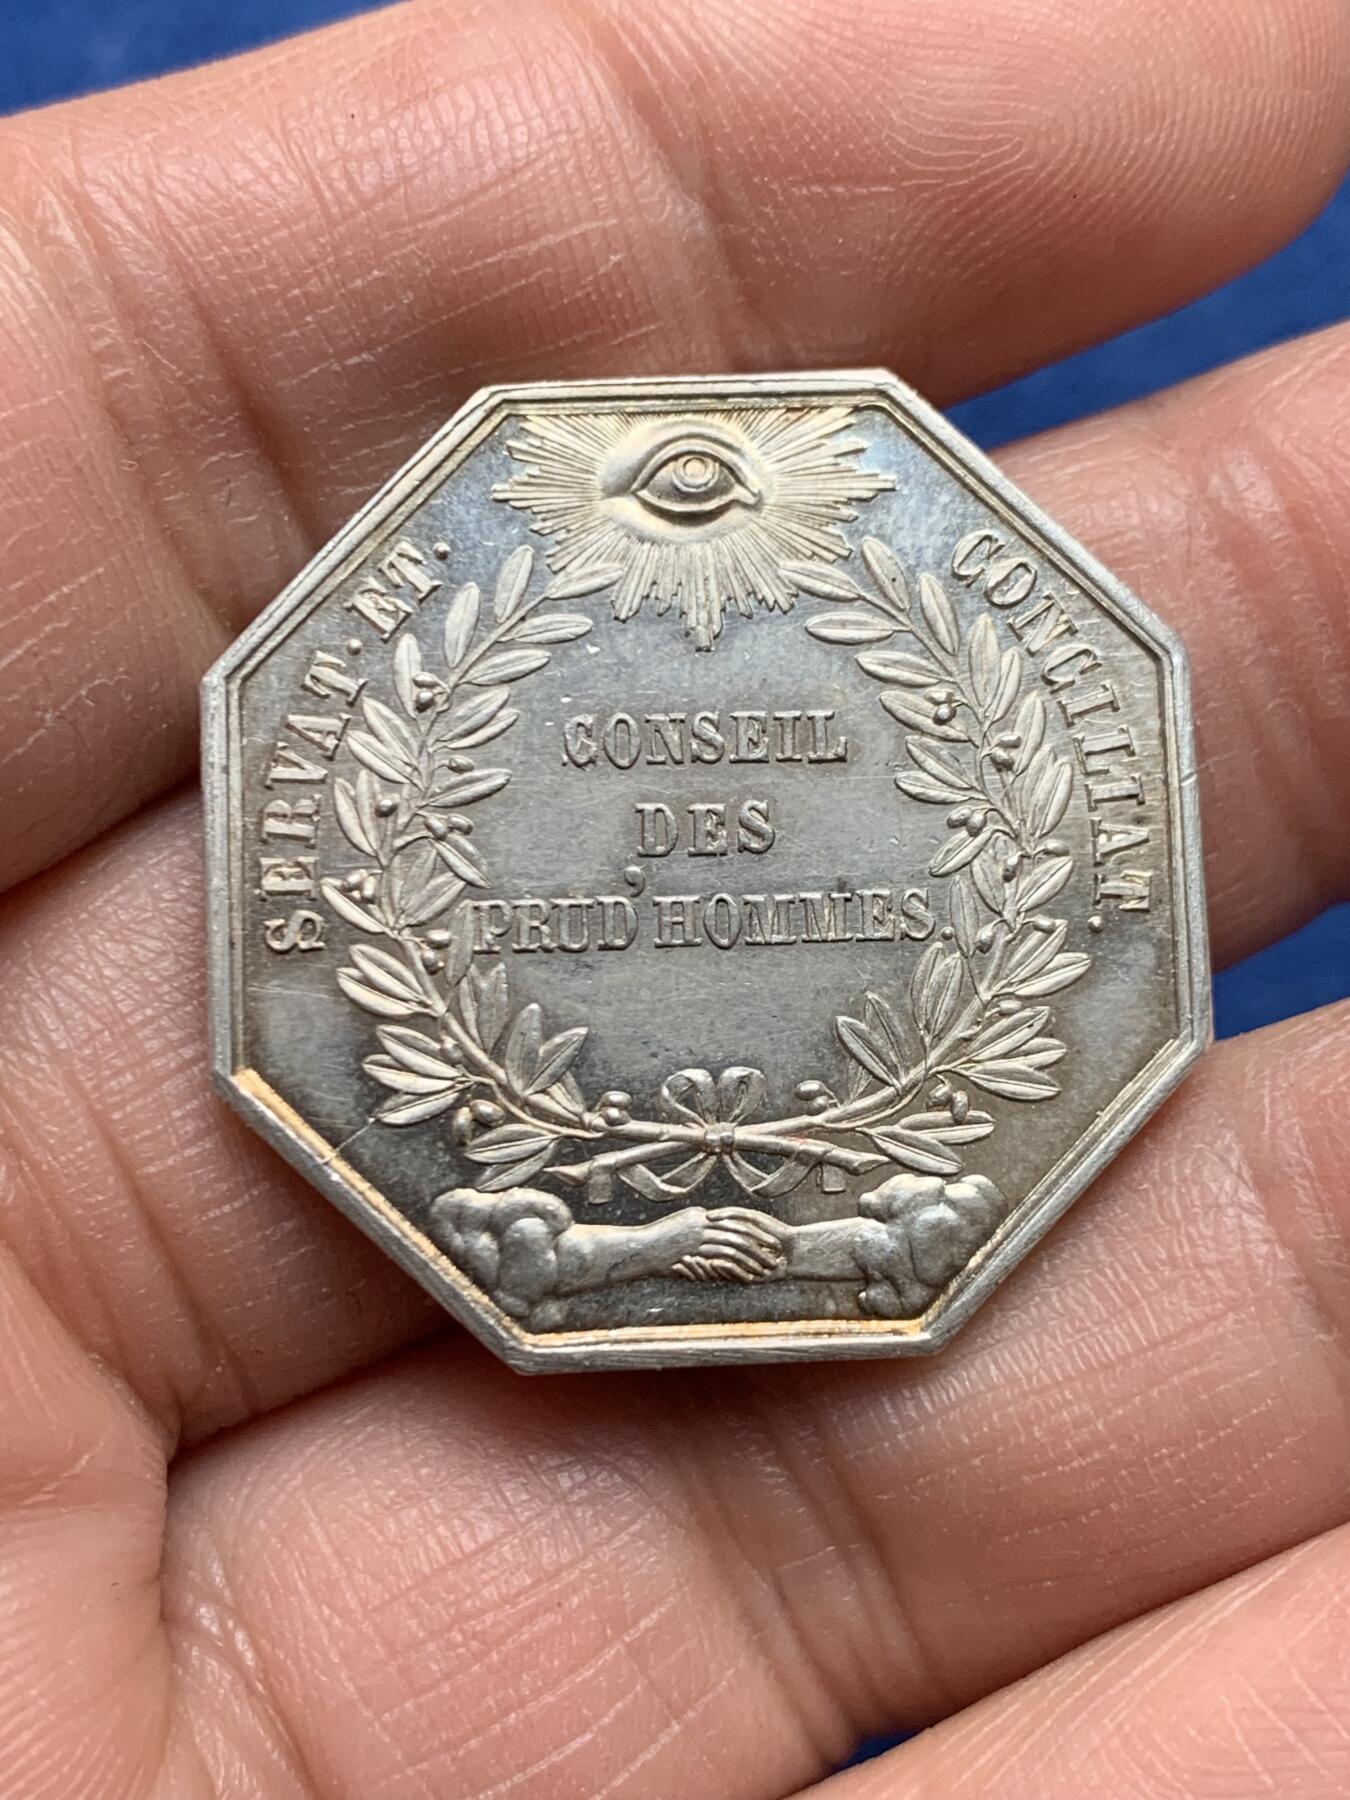 SERVAT·ET· CONCILIAT.
CONSEIL
DES
PRUD'HOMMES.